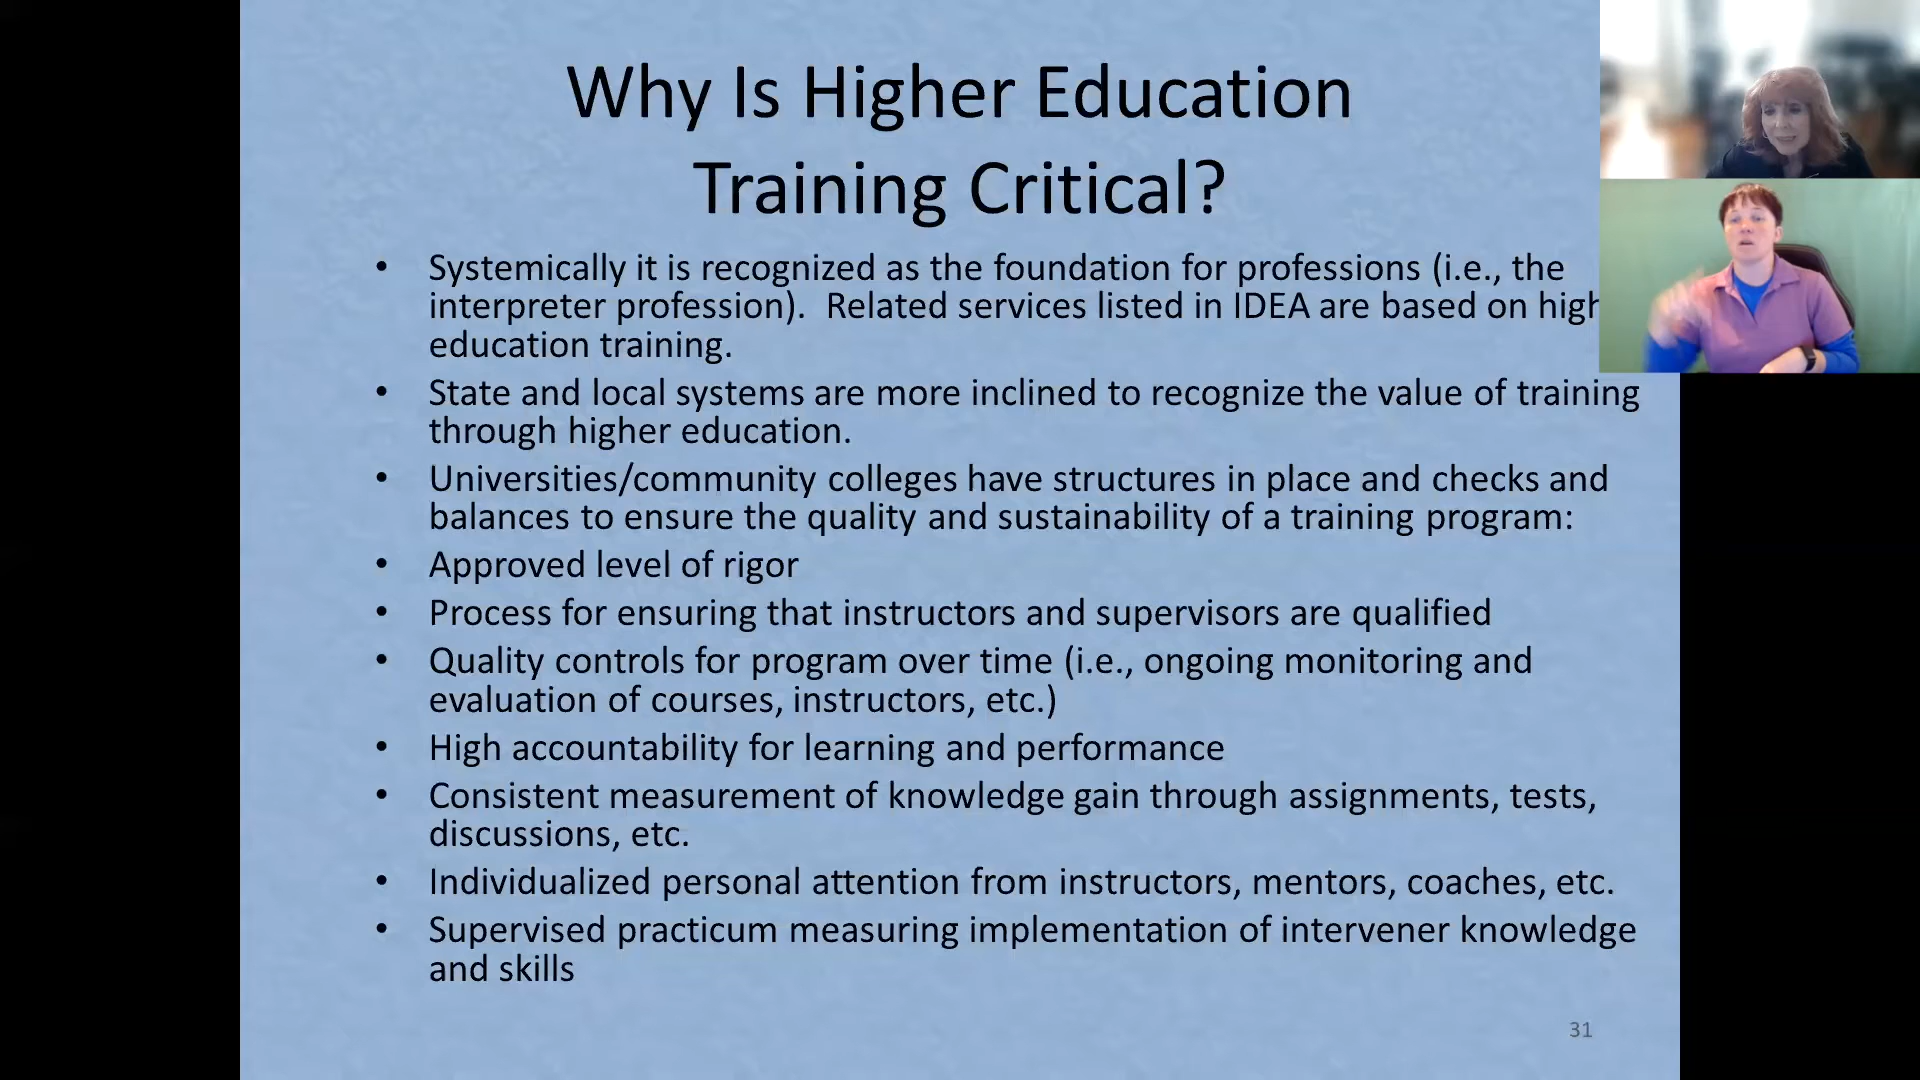 Why Is Higher Education
Training Critical?
• Systemically it is recognized as the foundation for professions (i.e., the
interpreter profession).  Related services listed in IDEA are based on high
education training.
• State and local systems are more inclined to recognize the value of training
through higher education.
• Universities/community colleges have structures in place and checks and
balances to ensure the quality and sustainability of a training program:
• Approved level of rigor
• Process for ensuring that instructors and supervisors are qualified
• Quality controls for program over time (i.e., ongoing monitoring and
evaluation of courses, instructors, etc.)
• High accountability for learning and performance
• Consistent measurement of knowledge gain through assignments, tests,
discussions, etc.
• Individualized personal attention from instructors, mentors, coaches, etc.
• Supervised practicum measuring implementation of intervener knowledge
and skills
31